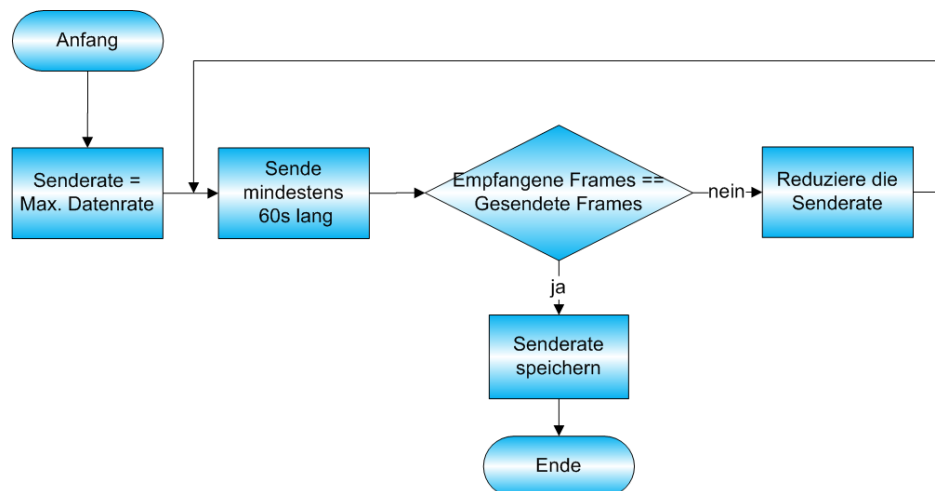 Anfang
Senderate =
Max. Datenrate
Sende
mindestens
60s lang
Empfangene Frames ==
Gesendete Frames
nein
Reduziere die
Senderate
ja
Senderate
speichern
Ende